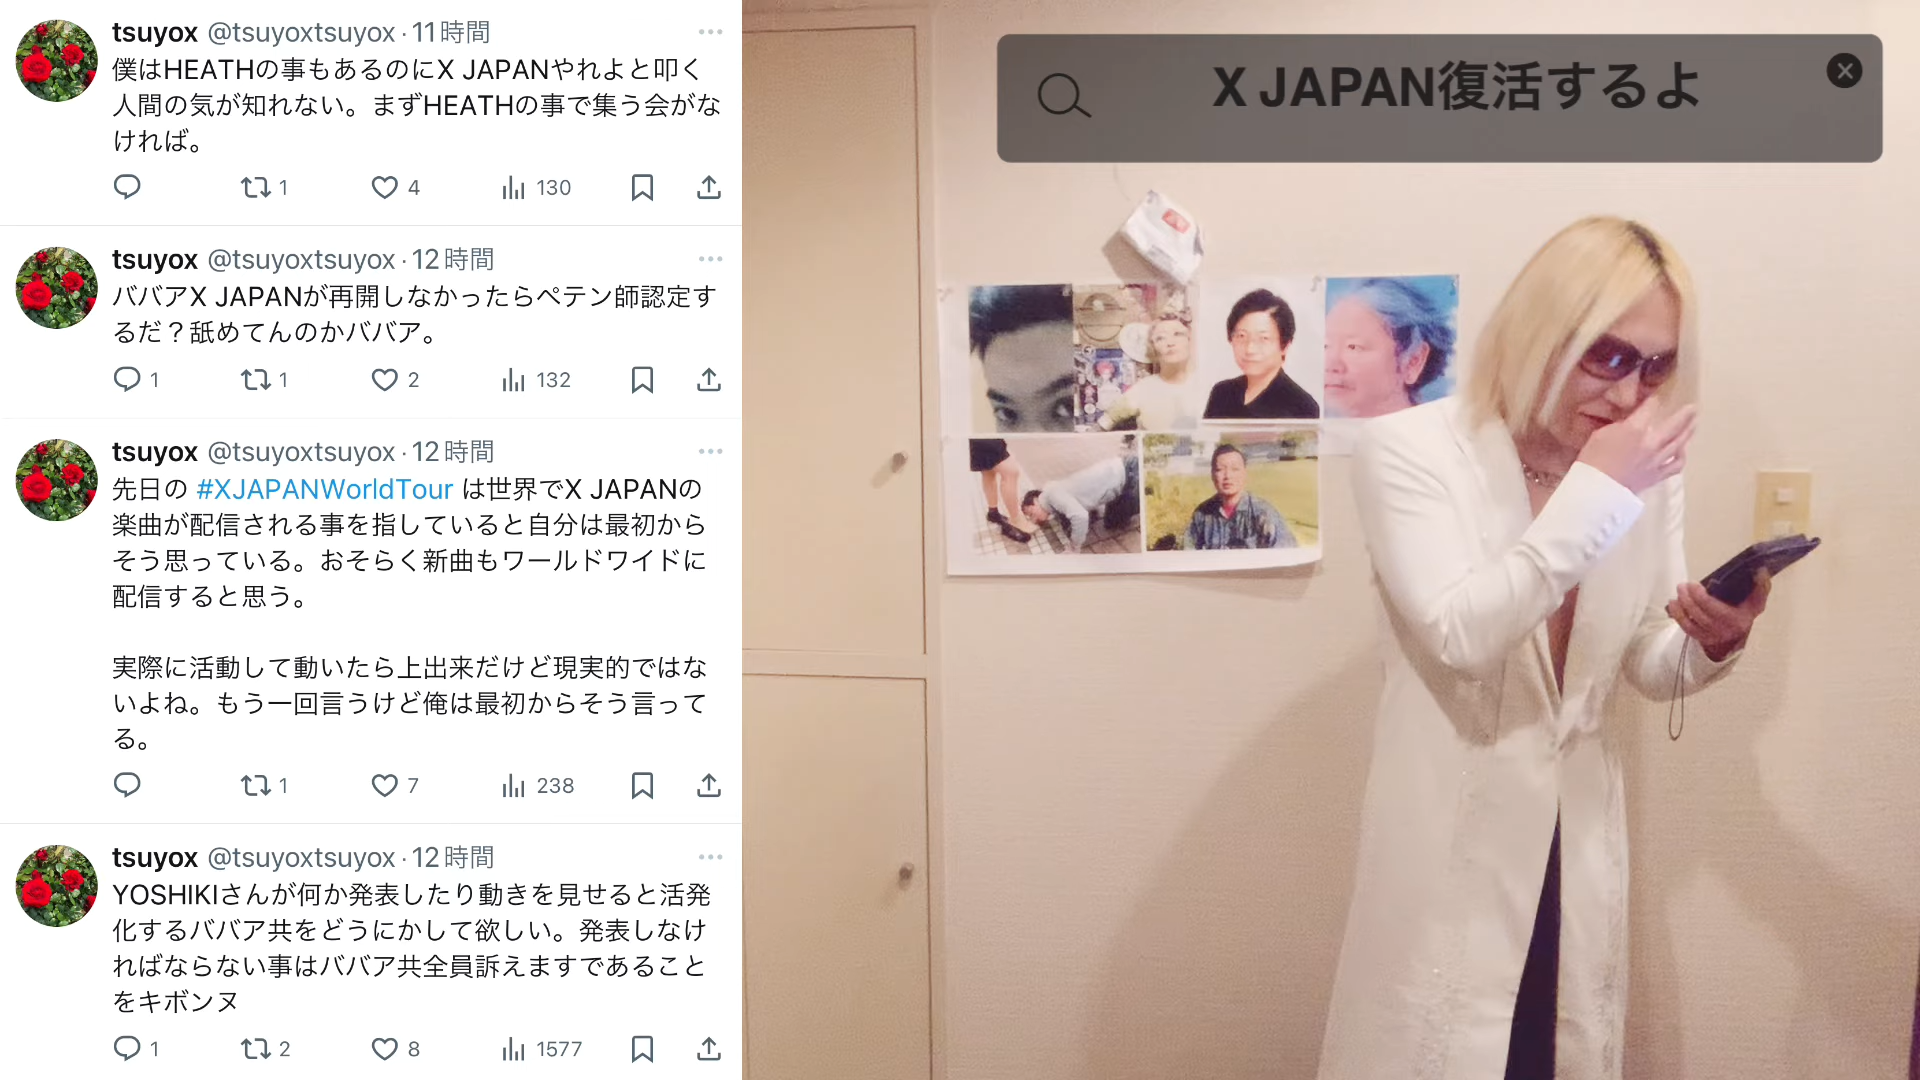 tsuyox @tsuyoxtsuyox · 11時間
僕はHEATHの事もあるのにX JAPANやれよと叩く
人間の気が知れない。まずHEATHの事で集う会がな
ければ。
1 4 130
tsuyox @tsuyoxtsuyox · 12時間
ババアX JAPANが再開しなかったらペテン師認定す
るだ？舐めてんのかババア。
1 1 2 132
tsuyox @tsuyoxtsuyox · 12時間
先日の #XJAPANWorldTour は世界でX JAPANの
楽曲が配信される事を指していると自分は最初から
そう思っている。おそらく新曲もワールドワイドに
配信すると思う。
実際に活動して動いたら上出来だけど現実的ではな
いよね。もう一回言うけど俺は最初からそう言って
る。
1 7 238
tsuyox @tsuyoxtsuyox · 12時間
YOSHIKIさんが何か発表したり動きを見せると活発
化するババア共をどうにかして欲しい。発表しなけ
ればならない事はババア共全員訴えますであること
をキボンヌ
1 2 8 1577
X JAPAN復活するよ